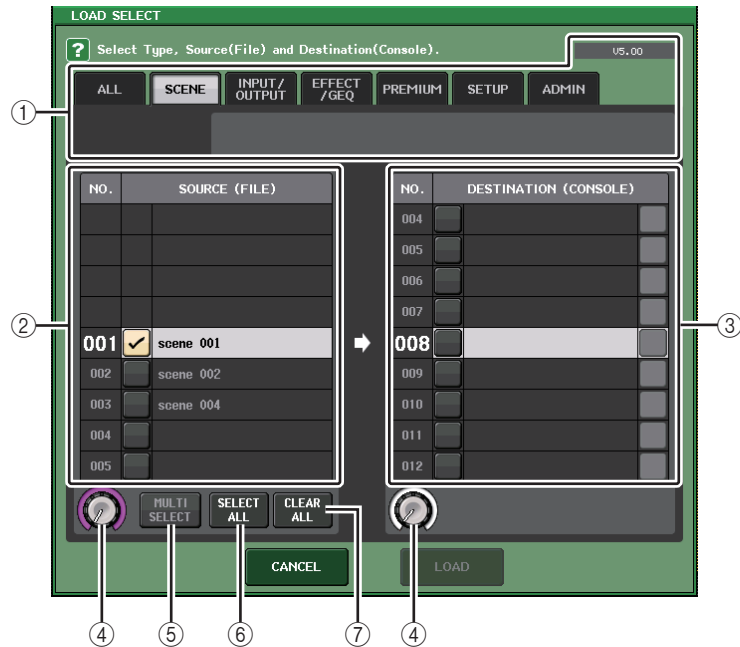 LOAD SELECT
? Select Type, Source(File) and Destination(Console).
V5.00
ALL SCENE INPUT/ EFFECT PREMIUM SETUP ADMIN
OUTPUT /GEQ
①
NO. SOURCE (FILE) NO. DESTINATION (CONSOLE)
004
005
006
007
② 001 scene 001 008 ③
002 scene 002 009
003 scene 004 010
004 011
005 012
MULTI SELECT CLEAR
SELECT ALL ALL
CANCEL LOAD
④ ⑤ ⑥ ⑦ ④